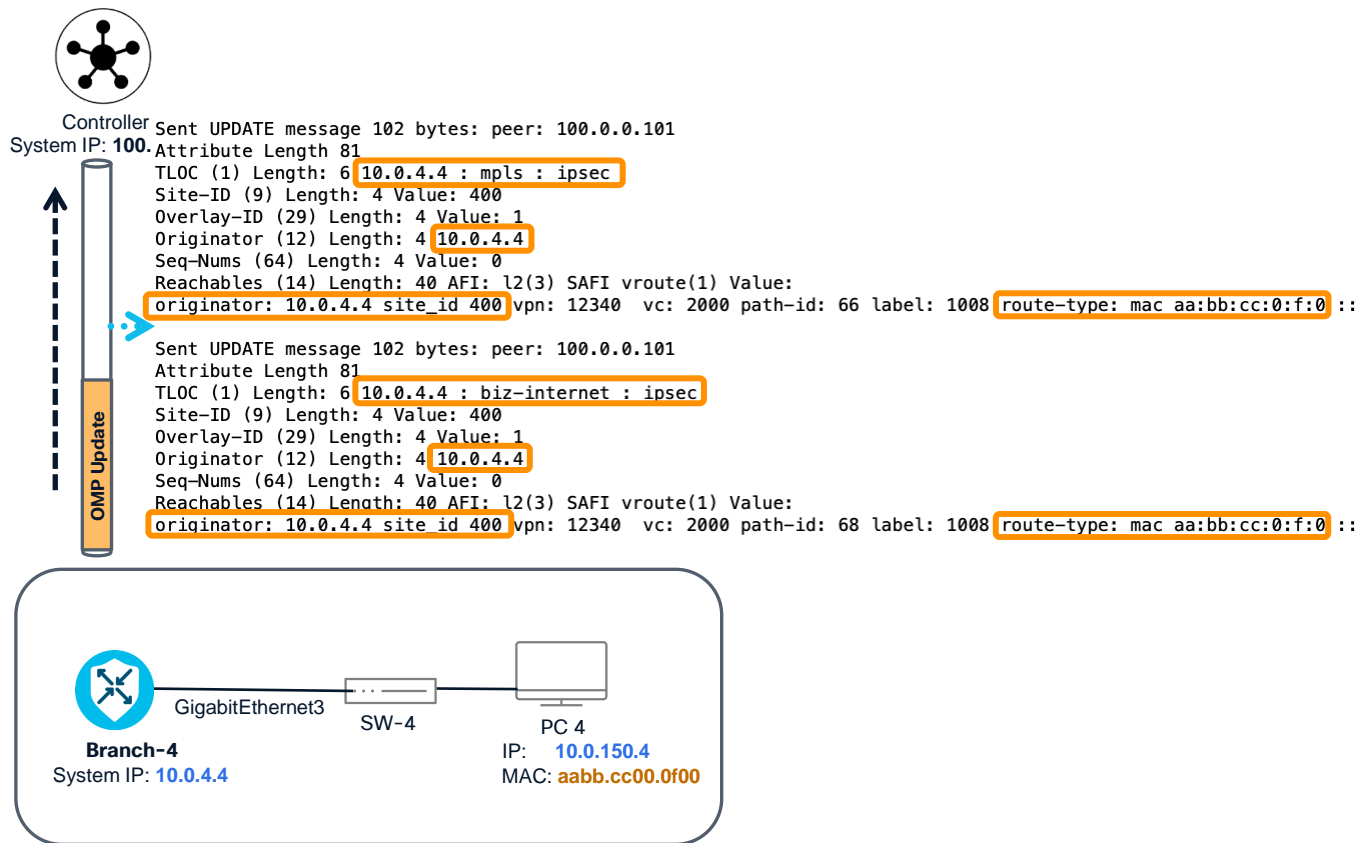 Controller
System IP: 100.
Sent UPDATE message 102 bytes: peer: 100.0.0.101
Attribute Length 81
TLOC (1) Length: 6 10.0.4.4 : mpls : ipsec
Site-ID (9) Length: 4 Value: 400
Overlay-ID (29) Length: 4 Value: 1
Originator (12) Length: 4 10.0.4.4
Seq-Nums (64) Length: 4 Value: 0
Reachables (14) Length: 40 AFI: l2(3) SAFI vroute(1) Value:
originator: 10.0.4.4 site_id 400 vpn: 12340  vc: 2000 path-id: 66 label: 1008 route-type: mac aa:bb:cc:0:f:0 ::
Sent UPDATE message 102 bytes: peer: 100.0.0.101
Attribute Length 81
TLOC (1) Length: 6 10.0.4.4 : biz-internet : ipsec
Site-ID (9) Length: 4 Value: 400
Overlay-ID (29) Length: 4 Value: 1
Originator (12) Length: 4 10.0.4.4
Seq-Nums (64) Length: 4 Value: 0
Reachables (14) Length: 40 AFI: l2(3) SAFI vroute(1) Value:
originator: 10.0.4.4 site_id 400 vpn: 12340  vc: 2000 path-id: 68 label: 1008 route-type: mac aa:bb:cc:0:f:0 ::
OMP Update
GigabitEthernet3
SW-4
PC 4
Branch-4
System IP: 10.0.4.4
IP: 10.0.150.4
MAC: aabb.cc00.0f00